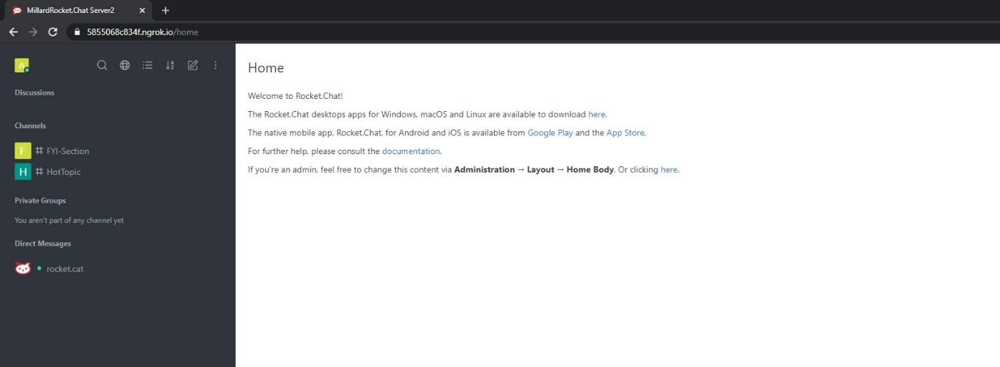 MillardRocket.Chat Server2
5855068c834f.ngrok.io/home
A
Discussions
Channels
F FYI-Section
H HotTopic
Private Groups
You aren't part of any channel yet
Direct Messages
rocket.cat
Home
Welcome to Rocket.Chat!
The Rocket.Chat desktops apps for Windows, macOS and Linux are available to download here.
The native mobile app, Rocket.Chat, for Android and iOS is available from Google Play and the App Store.
For further help, please consult the documentation.
If you're an admin, feel free to change this content via Administration → Layout → Home Body. Or clicking here.